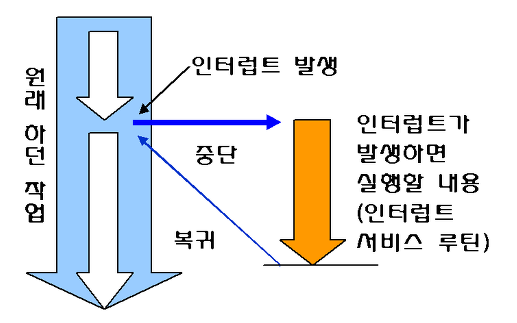 원래 하던 작업
인터럽트 발생
중단
복귀
인터럽트가
발생하면
실행할 내용
(인터럽트
서비스 루틴)